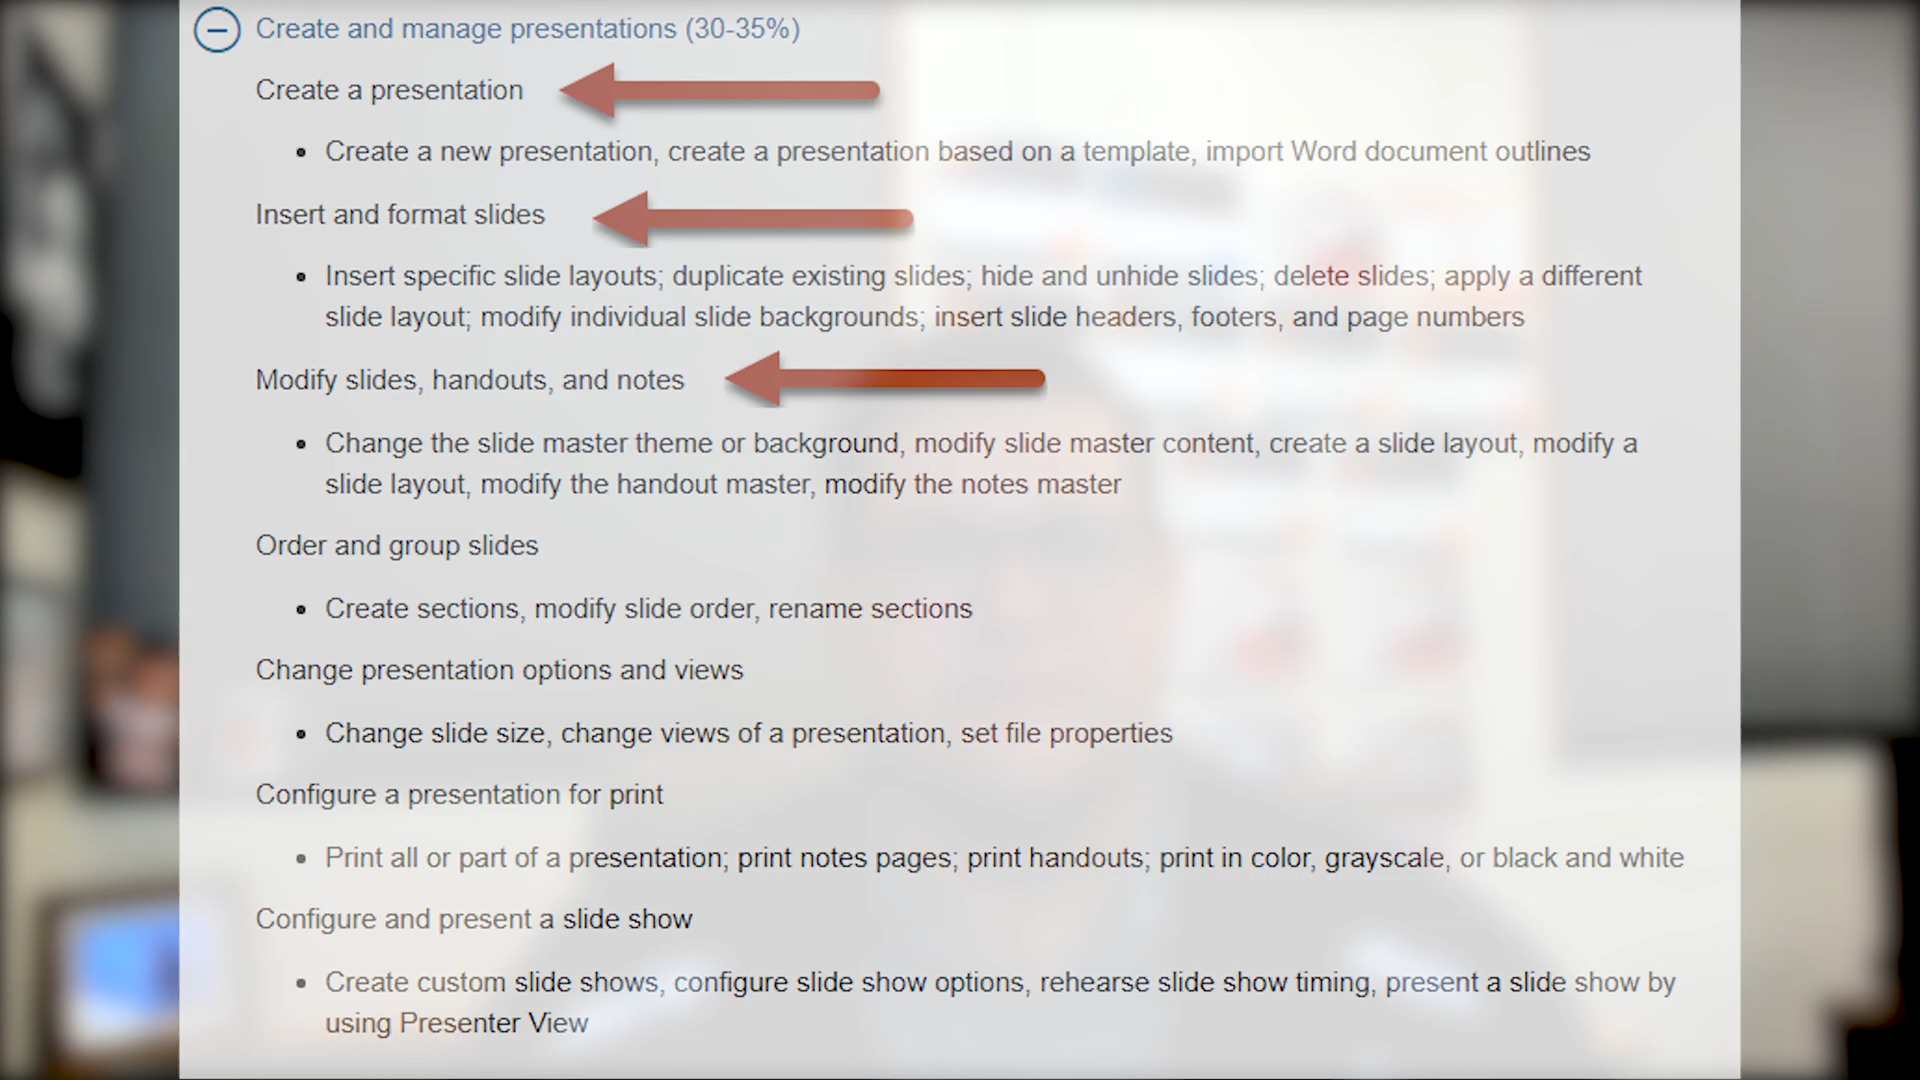 Create and manage presentations (30-35%)
Create a presentation
• Create a new presentation, create a presentation based on a template, import Word document outlines
Insert and format slides
• Insert specific slide layouts; duplicate existing slides; hide and unhide slides; delete slides; apply a different
slide layout; modify individual slide backgrounds; insert slide headers, footers, and page numbers
Modify slides, handouts, and notes
• Change the slide master theme or background, modify slide master content, create a slide layout, modify a
slide layout, modify the handout master, modify the notes master
Order and group slides
• Create sections, modify slide order, rename sections
Change presentation options and views
• Change slide size, change views of a presentation, set file properties
Configure a presentation for print
• Print all or part of a presentation; print notes pages; print handouts; print in color, grayscale, or black and white
Configure and present a slide show
• Create custom slide shows, configure slide show options, rehearse slide show timing, present a slide show by
using Presenter View